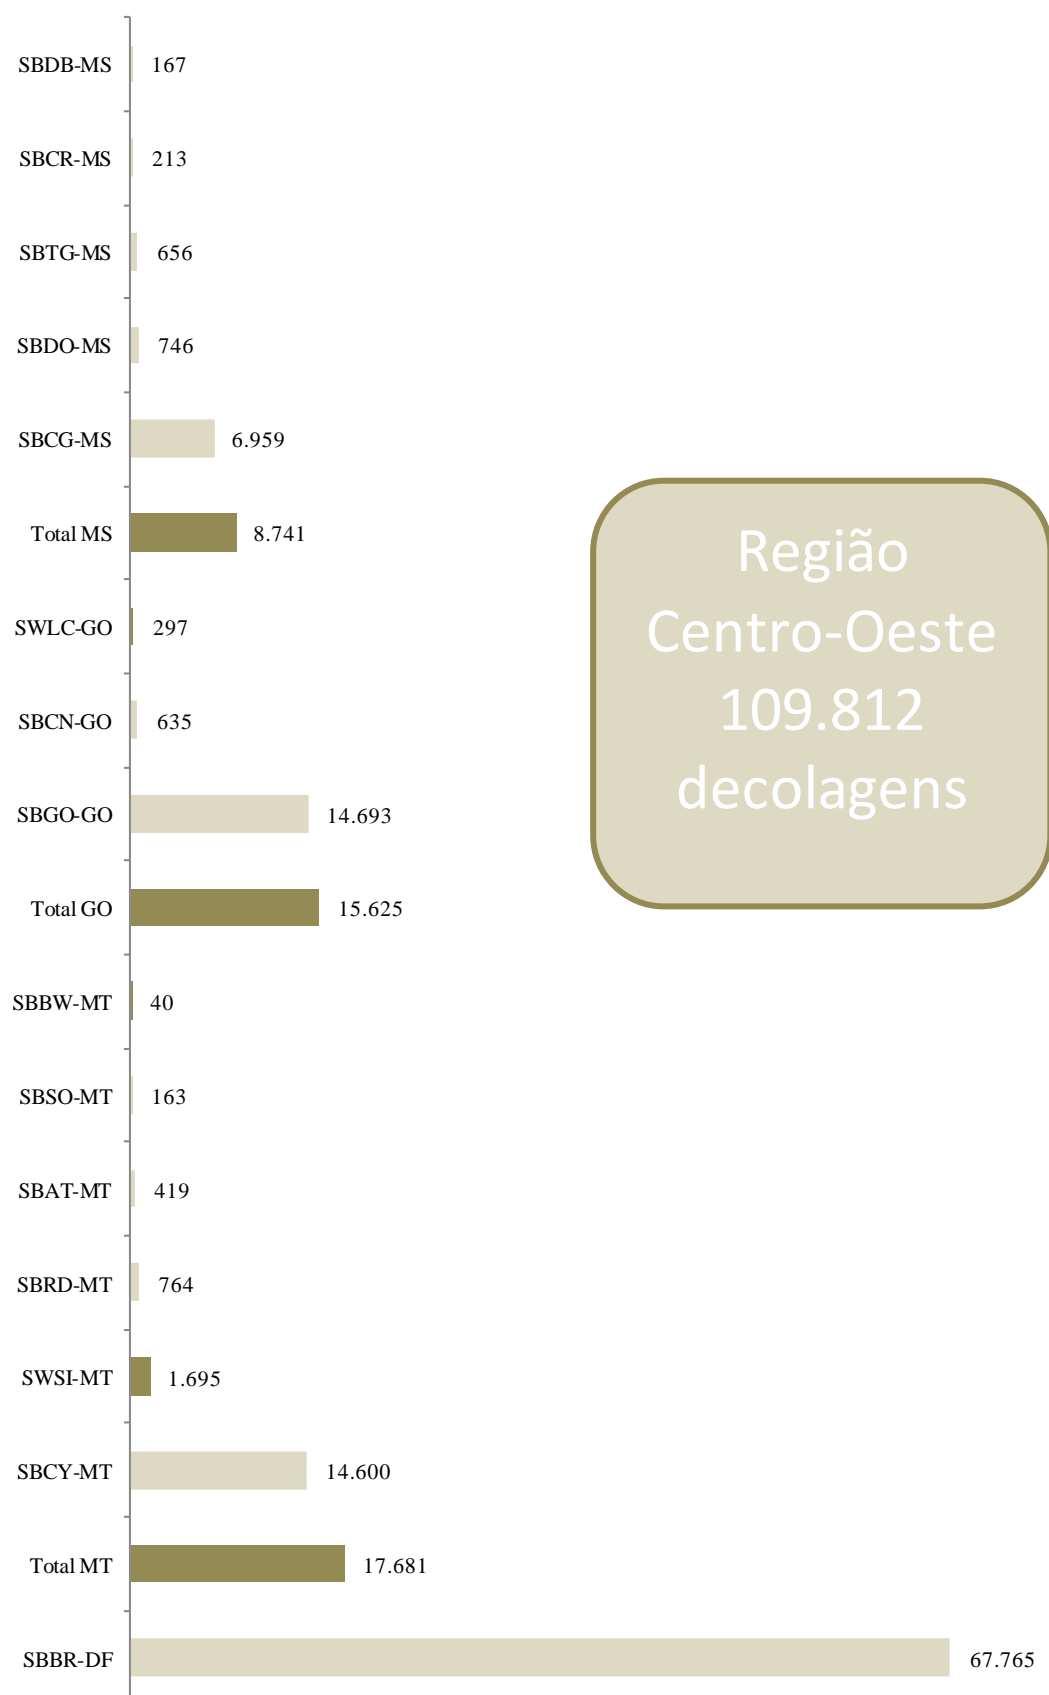 SBDB-MS 167
SBCR-MS 213
SBTG-MS 656
SBDO-MS 746
SBCG-MS 6.959
Total MS 8.741
SWLC-GO 297
SBCN-GO 635
SBGO-GO 14.693
Total GO 15.625
SBBW-MT 40
SBSO-MT 163
SBAT-MT 419
SBRD-MT 764
SWSI-MT 1.695
SBCY-MT 14.600
Total MT 17.681
SBBR-DF 67.765
Região
Centro-Oeste
109.812
decolagens